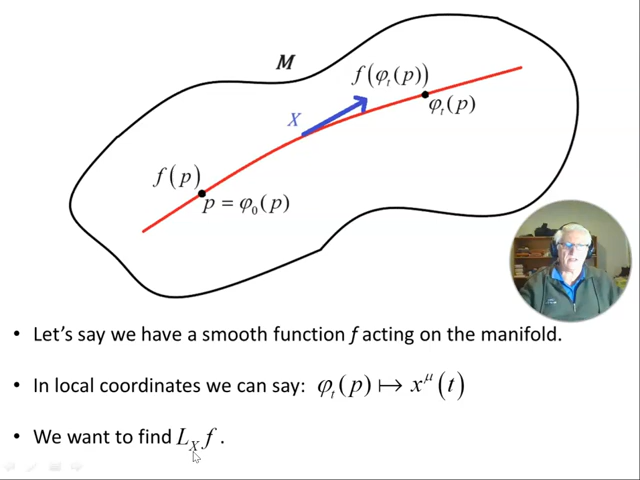 M
f(φₜ(p))
X
φₜ(p)
f(p)
p = φ₀(p)
• Let's say we have a smooth function f acting on the manifold.
• In local coordinates we can say: φₜ(p) ↦ x^μ(t)
• We want to find L_X f .